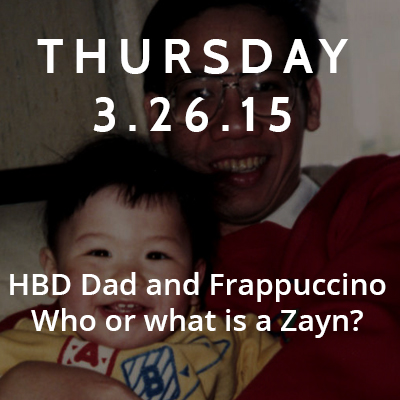 THURSDAY
3.26.15
HBD Dad and Frappuccino
Who or what is a Zayn?
A
B